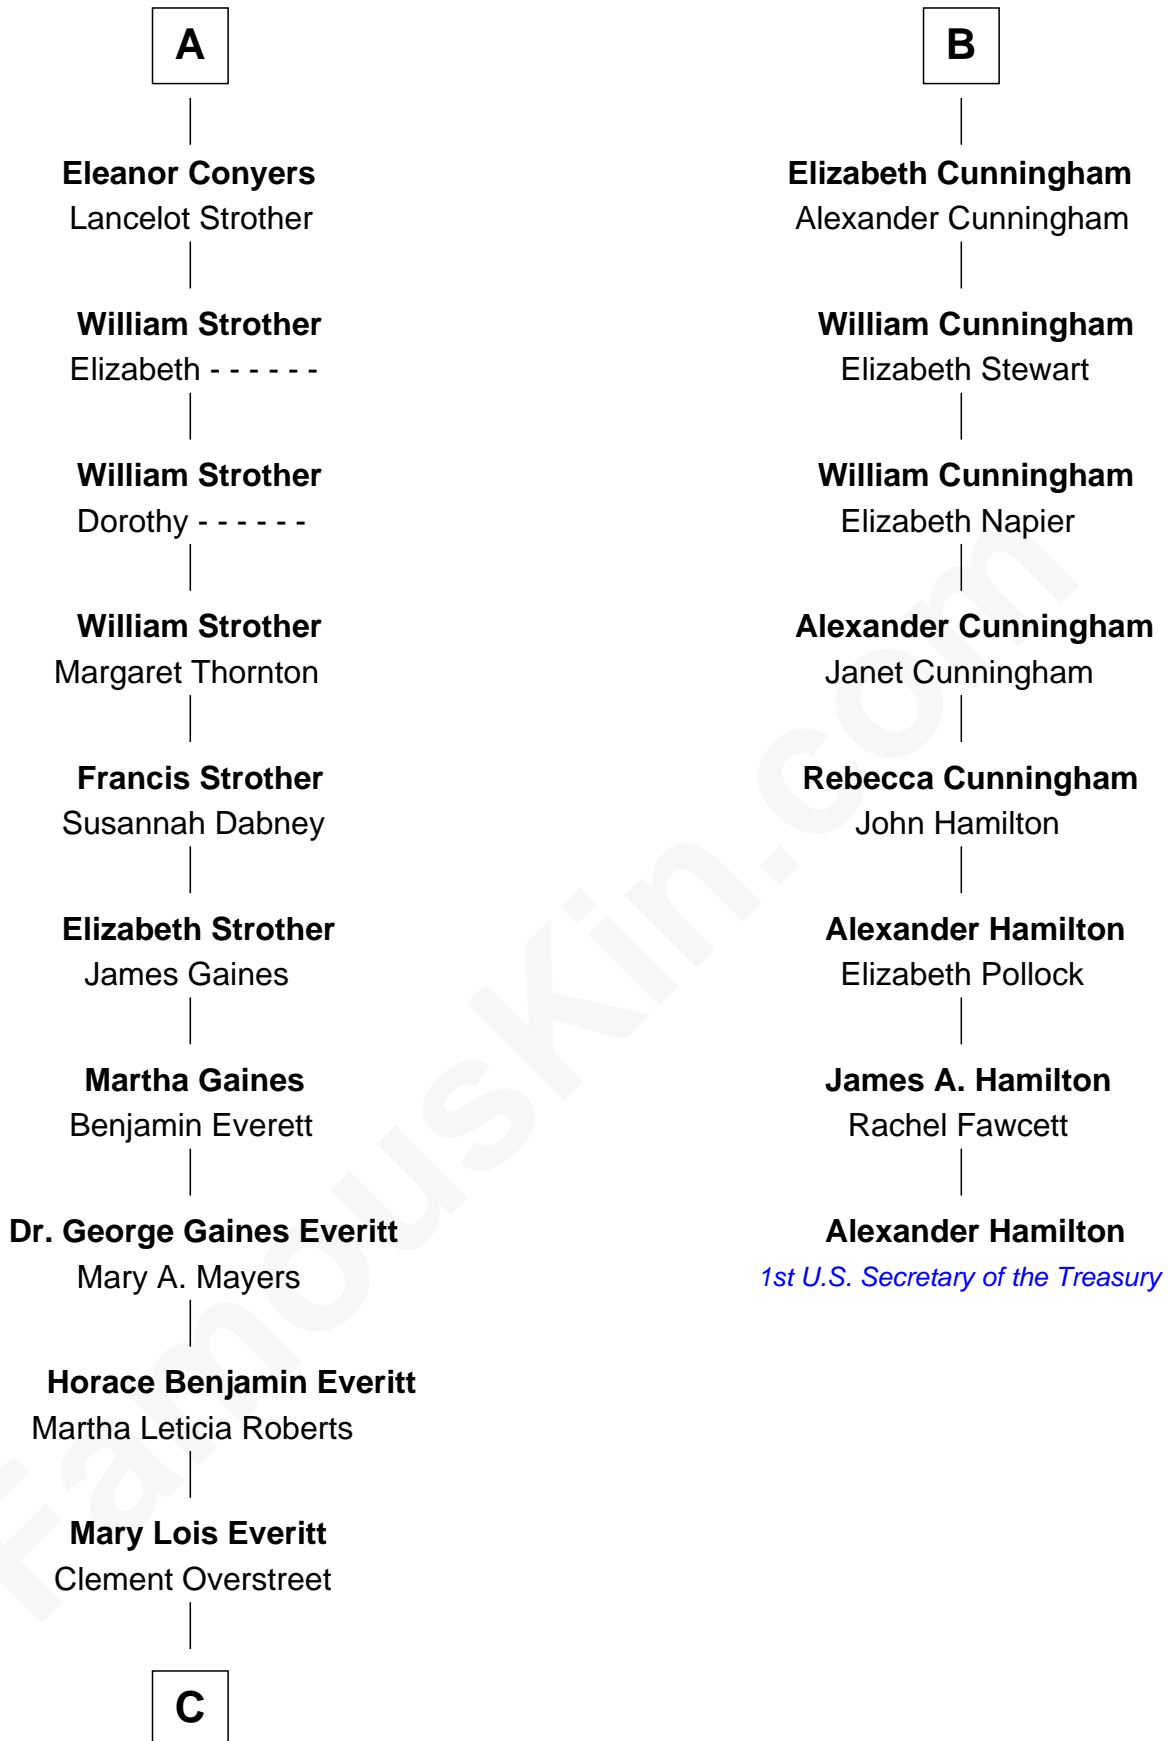 A
Eleanor Conyers
Lancelot Strother
William Strother
Elizabeth - - - - - -
William Strother
Dorothy - - - - - -
William Strother
Margaret Thornton
Francis Strother
Susannah Dabney
Elizabeth Strother
James Gaines
Martha Gaines
Benjamin Everett
Dr. George Gaines Everitt
Mary A. Mayers
Horace Benjamin Everitt
Martha Leticia Roberts
Mary Lois Everitt
Clement Overstreet
C
B
Elizabeth Cunningham
Alexander Cunningham
William Cunningham
Elizabeth Stewart
William Cunningham
Elizabeth Napier
Alexander Cunningham
Janet Cunningham
Rebecca Cunningham
John Hamilton
Alexander Hamilton
Elizabeth Pollock
James A. Hamilton
Rachel Fawcett
Alexander Hamilton
1st U.S. Secretary of the Treasury
FamousKin.com